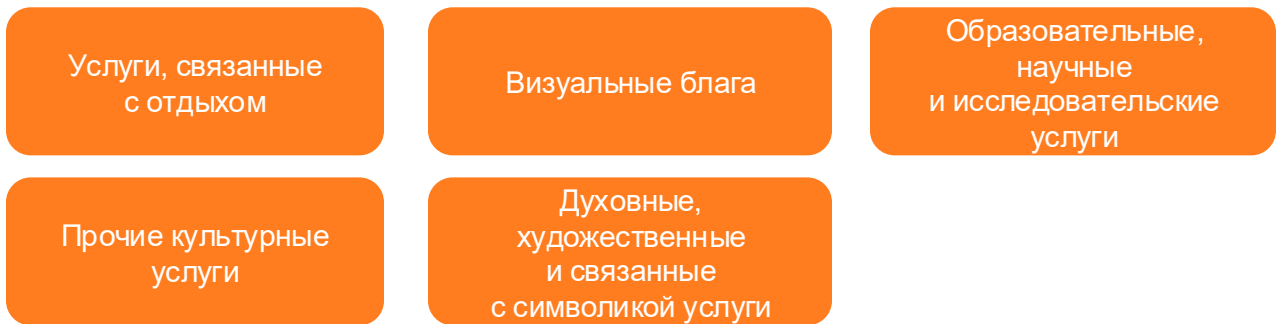 Услуги, связанные
с отдыхом
Визуальные блага
Образовательные,
научные
и исследовательские
услуги
Прочие культурные
услуги
Духовные,
художественные
и связанные
с символикой услуги